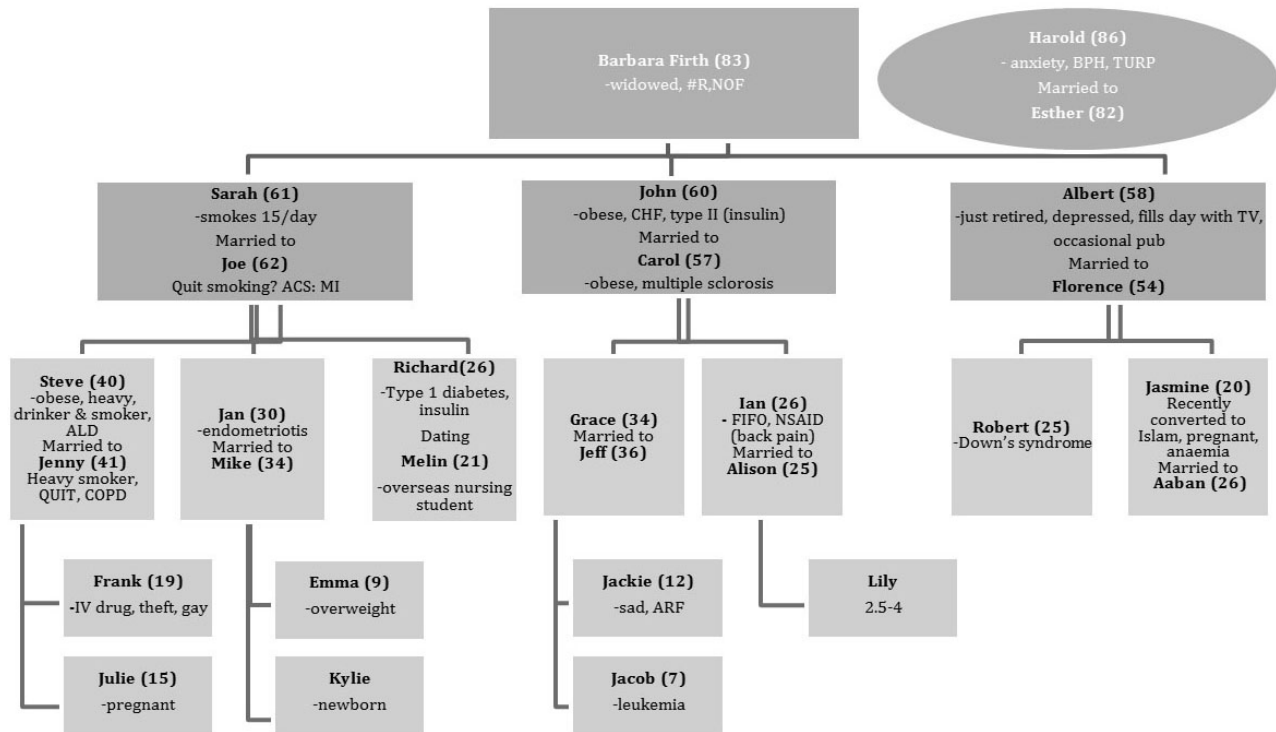 Barbara Firth (83)
-widowed, #R,NOF
Harold (86)
- anxiety, BPH, TURP
Married to
Esther (82)
Sarah (61)
-smokes 15/day
Married to
Joe (62)
Quit smoking? ACS: MI
John (60)
-obese, CHF, type II (insulin)
Married to
Carol (57)
-obese, multiple sclorosis
Albert (58)
-just retired, depressed, fills day with TV,
occasional pub
Married to
Florence (54)
Steve (40)
-obese, heavy,
drinker & smoker,
ALD
Married to
Jenny (41)
Heavy smoker,
QUIT, COPD
Jan (30)
-endometriotis
Married to
Mike (34)
Richard(26)
-Type 1 diabetes,
insulin
Dating
Melin (21)
-overseas nursing
student
Grace (34)
Married to
Jeff (36)
Ian (26)
- FIFO, NSAID
(back pain)
Married to
Alison (25)
Robert (25)
-Down's syndrome
Jasmine (20)
Recently
converted to
Islam, pregnant,
anaemia
Married to
Aaban (26)
Frank (19)
-IV drug, theft, gay
Emma (9)
-overweight
Jackie (12)
-sad, ARF
Lily
2.5-4
Julie (15)
-pregnant
Kylie
-newborn
Jacob (7)
-leukemia